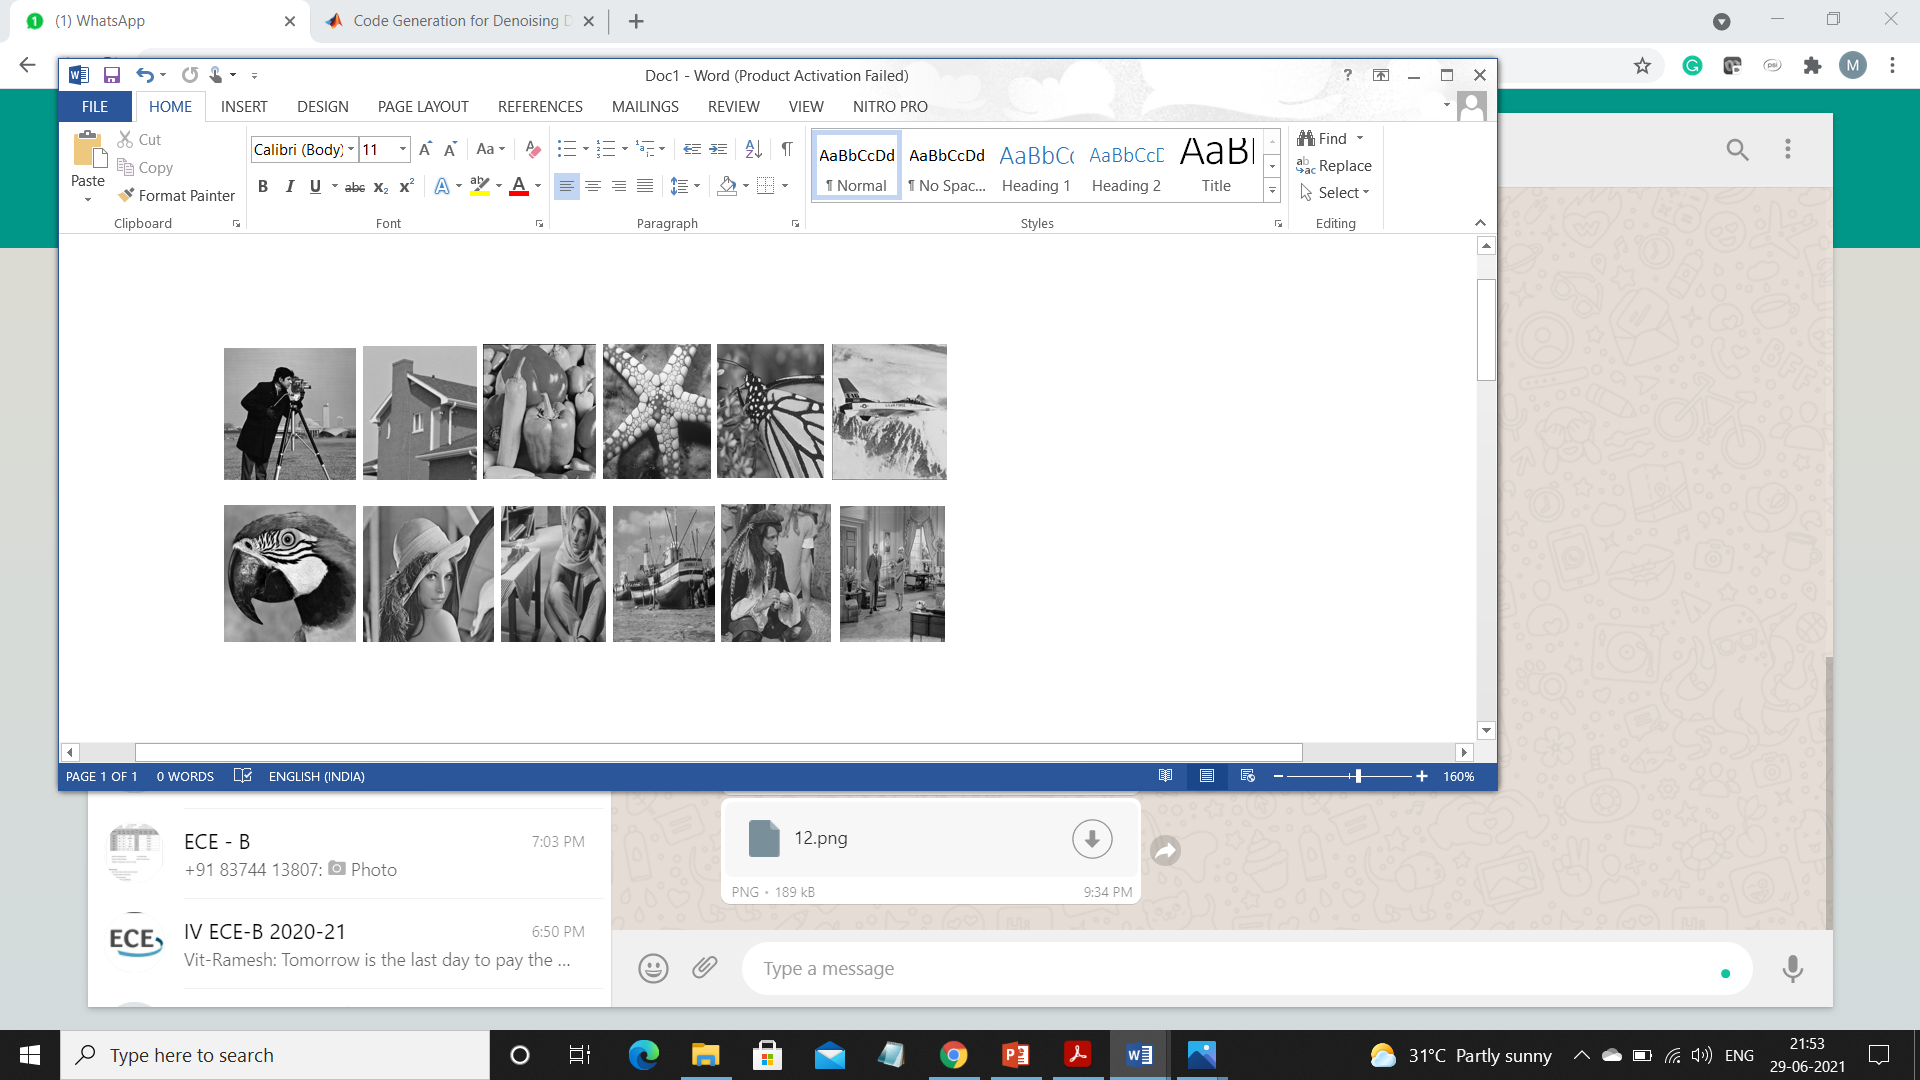 (1) WhatsApp
Code Generation for Denoising D
M
Doc1 - Word (Product Activation Failed)
?
FILE HOME INSERT DESIGN PAGE LAYOUT REFERENCES MAILINGS REVIEW VIEW NITRO PRO
Paste
Cut
Copy
Format Painter
Clipboard
Calibri (Body) 11
Aa
B I U abc x₂ x²
Font
Paragraph
AaBbCcDd AaBbCcDd AaBbCc AaBbCcD AaB
¶ Normal ¶ No Spac... Heading 1 Heading 2 Title
Styles
Find
Replace
Select
Editing
PAGE 1 OF 1 0 WORDS ENGLISH (INDIA) 160%
ECE - B 7:03 PM
+91 83744 13807: Photo
IV ECE-B 2020-21 6:50 PM
Vit-Ramesh: Tomorrow is the last day to pay the ...
ECE
12.png
PNG • 189 kB 9:34 PM
Type a message
Type here to search
31°C Partly sunny
ENG
21:53
29-06-2021